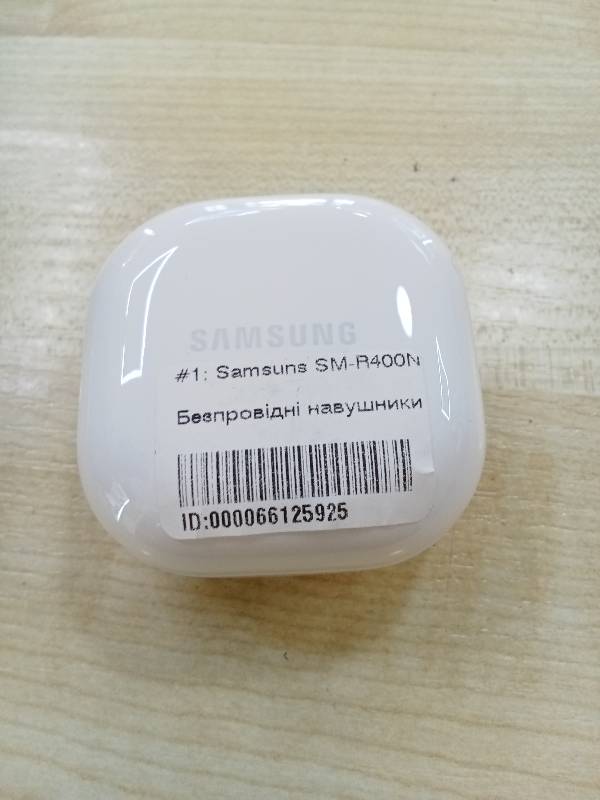 SAMSUNG
#1: Samsuns SM-R400N
Безпровідні навушники
ID:000066125925